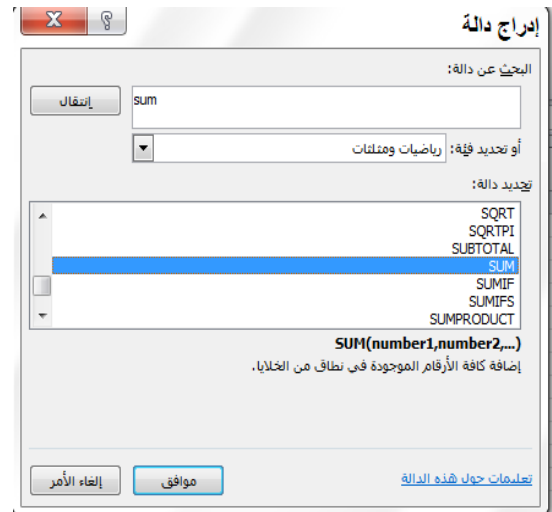 إدراج دالة
البحث عن دالة:
sum
إنتقال
أو تحديد فئة: رياضيات ومثلثات
تحديد دالة:
SQRT
SQRTPI
SUBTOTAL
SUM
SUMIF
SUMIFS
SUMPRODUCT
SUM(number1,number2,...)
إضافة كافة الأرقام الموجودة في نطاق من الخلايا.
تعليمات حول هذه الدالة
موافق
إلغاء الأمر